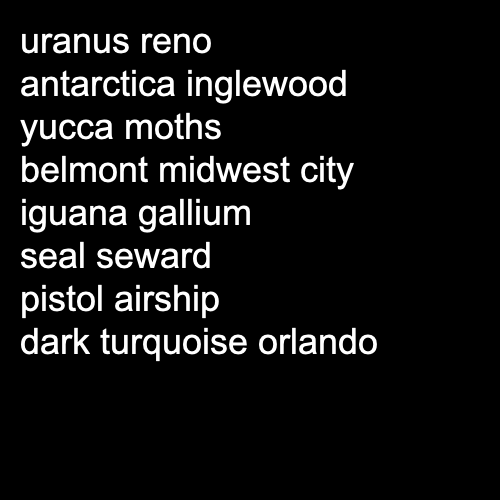 uranus reno
antarctica inglewood
yucca moths
belmont midwest city
iguana gallium
seal seward
pistol airship
dark turquoise orlando